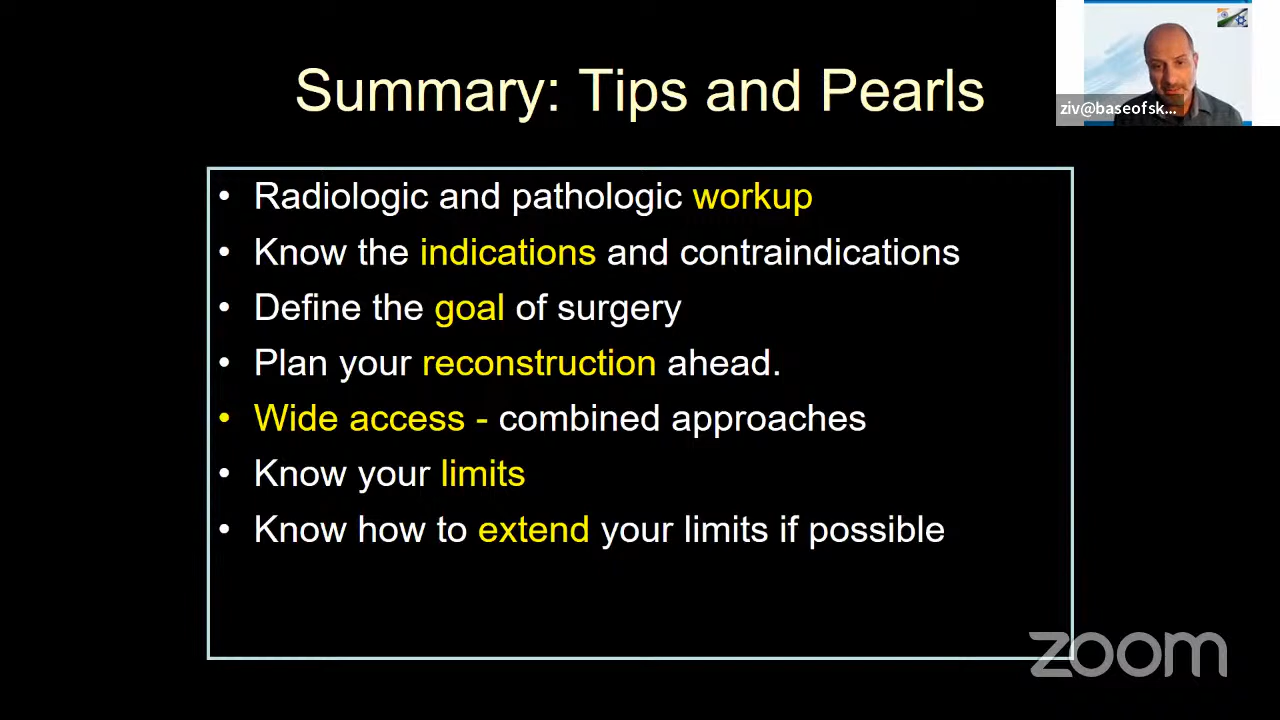 Summary: Tips and Pearls
ziv@baseofsk...
• Radiologic and pathologic workup
• Know the indications and contraindications
• Define the goal of surgery
• Plan your reconstruction ahead.
• Wide access - combined approaches
• Know your limits
• Know how to extend your limits if possible
zoom